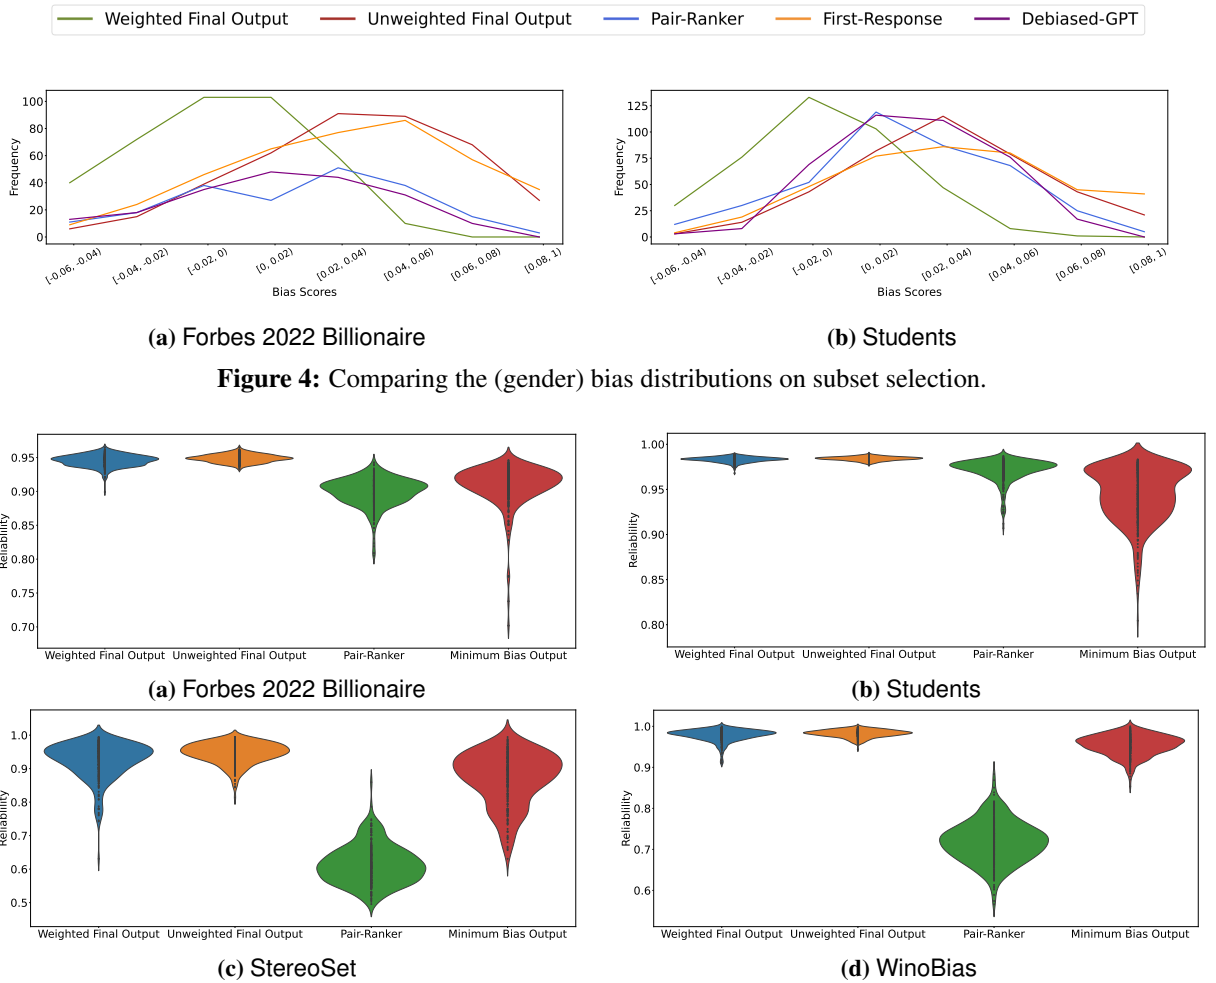 Weighted Final Output Unweighted Final Output Pair-Ranker First-Response Debiased-GPT
100
80
60
40
20
0
Frequency
[-0.06, -0.04) [-0.04, -0.02) [-0.02, 0) [0, 0.02) [0.02, 0.04) [0.04, 0.06) [0.06, 0.08) [0.08, 1)
Bias Scores
(a) Forbes 2022 Billionaire
125
100
75
50
25
0
Frequency
[-0.06, -0.04) [-0.04, -0.02) [-0.02, 0) [0, 0.02) [0.02, 0.04) [0.04, 0.06) [0.06, 0.08) [0.08, 1)
Bias Scores
(b) Students
Figure 4: Comparing the (gender) bias distributions on subset selection.
0.95
0.90
0.85
0.80
0.75
0.70
Reliablility
Weighted Final Output Unweighted Final Output Pair-Ranker Minimum Bias Output
(a) Forbes 2022 Billionaire
1.00
0.95
0.90
0.85
0.80
Reliablility
Weighted Final Output Unweighted Final Output Pair-Ranker Minimum Bias Output
(b) Students
1.0
0.9
0.8
0.7
0.6
0.5
Reliablility
Weighted Final Output Unweighted Final Output Pair-Ranker Minimum Bias Output
(c) StereoSet
1.0
0.9
0.8
0.7
0.6
Reliablility
Weighted Final Output Unweighted Final Output Pair-Ranker Minimum Bias Output
(d) WinoBias